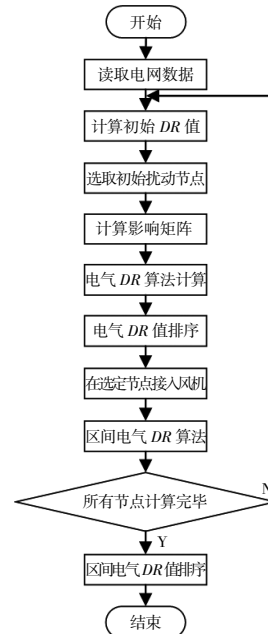 开始
读取电网数据
计算初始 DR 值
选取初始扰动节点
计算影响矩阵
电气 DR 算法计算
电气 DR 值排序
在选定节点接入风机
区间电气 DR 算法
所有节点计算完毕
N
Y
区间电气 DR 值排序
结束